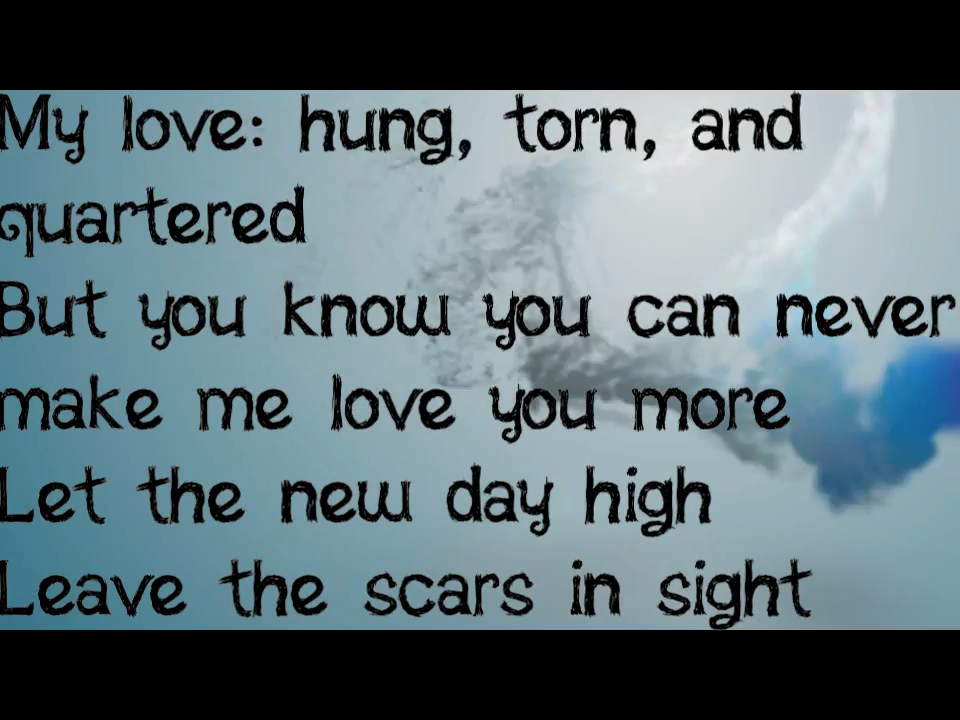 My love: hung, torn, and
quartered
But you know you can never
make me love you more
Let the new day high
Leave the scars in sight